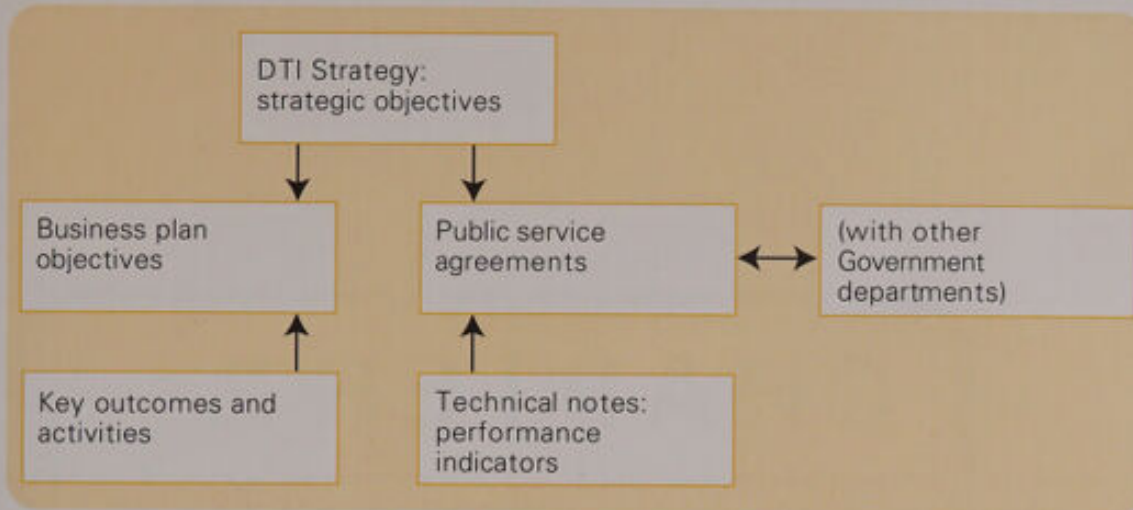 DTI Strategy:
strategic objectives
Business plan
objectives
Public service
agreements
(with other
Government
departments)
Key outcomes and
activities
Technical notes:
performance
indicators